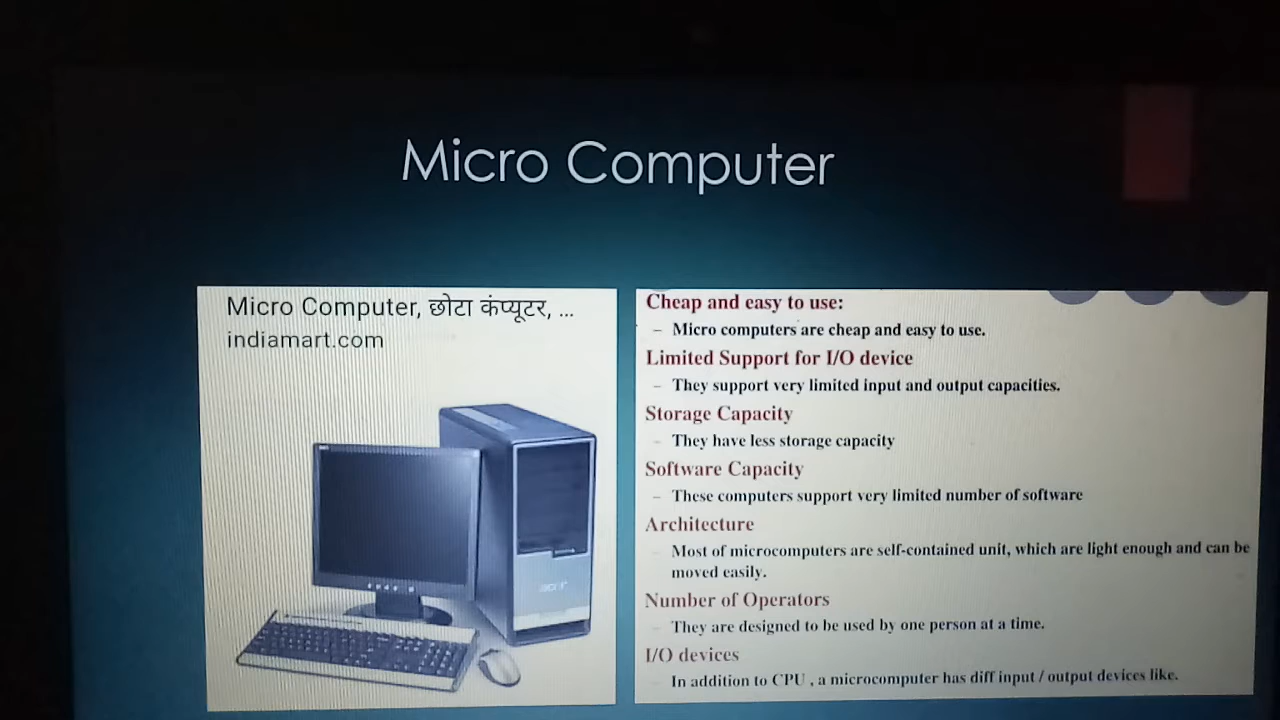 Micro Computer
Micro Computer, छोटा कंप्यूटर, ...
indiamart.com
acer
Cheap and easy to use:
– Micro computers are cheap and easy to use.
Limited Support for I/O device
– They support very limited input and output capacities.
Storage Capacity
– They have less storage capacity
Software Capacity
– These computers support very limited number of software
Architecture
– Most of microcomputers are self-contained unit, which are light enough and can be
moved easily.
Number of Operators
– They are designed to be used by one person at a time.
I/O devices
– In addition to CPU , a microcomputer has diff input / output devices like.